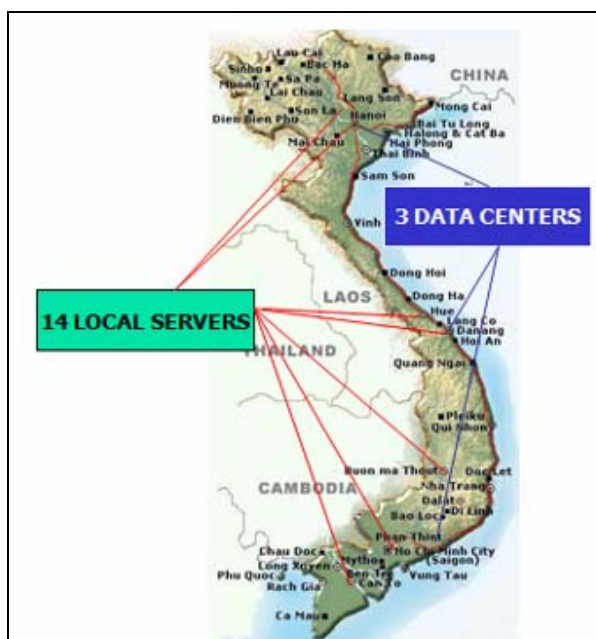 Lau Cai
Cao Bang
Bac Ha
Sinho
Sa Pa
CHINA
Muong Te
Lai Chau
Lang Son
Mong Cai
Son La
Hanoi
Dien Bien Phu
Bai Tu Long
Halong & Cat Ba
Mai Chau
Hai Phong
Thai Binh
Sam Son
3 DATA CENTERS
Vinh
Dong Hoi
LAOS
Dong Ha
14 LOCAL SERVERS
Hue
Lang Co
Danang
THAILAND
Hoi An
Quang Ngai
Pleiku
Qui Nhon
Buon ma Thout
Doc Let
CAMBODIA
Nha Trang
Dalat
Di Linh
Bao Loc
Phan Thiet
Chau Doc
Ho Chi Minh City
(Saigon)
Mytho
Long Xuyen
Ben Tre
Vung Tau
Phu Quoc
Rach Gia
Can To
Ca Mau